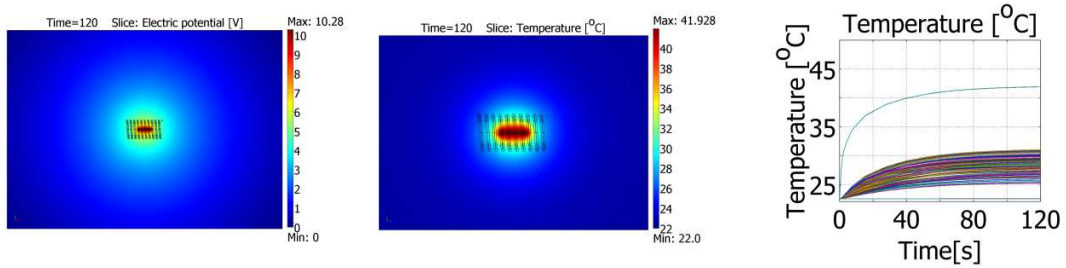 Time=120 Slice: Electric potential [V]
Max: 10.28
10
9
8
7
6
5
4
3
2
1
0
Min: 0
Time=120 Slice: Temperature [°C]
Max: 41.928
40
38
36
34
32
30
28
26
24
22
Min: 22.0
Temperature [°C]
Temperature [°C]
45
35
25
0 40 80 120
Time[s]